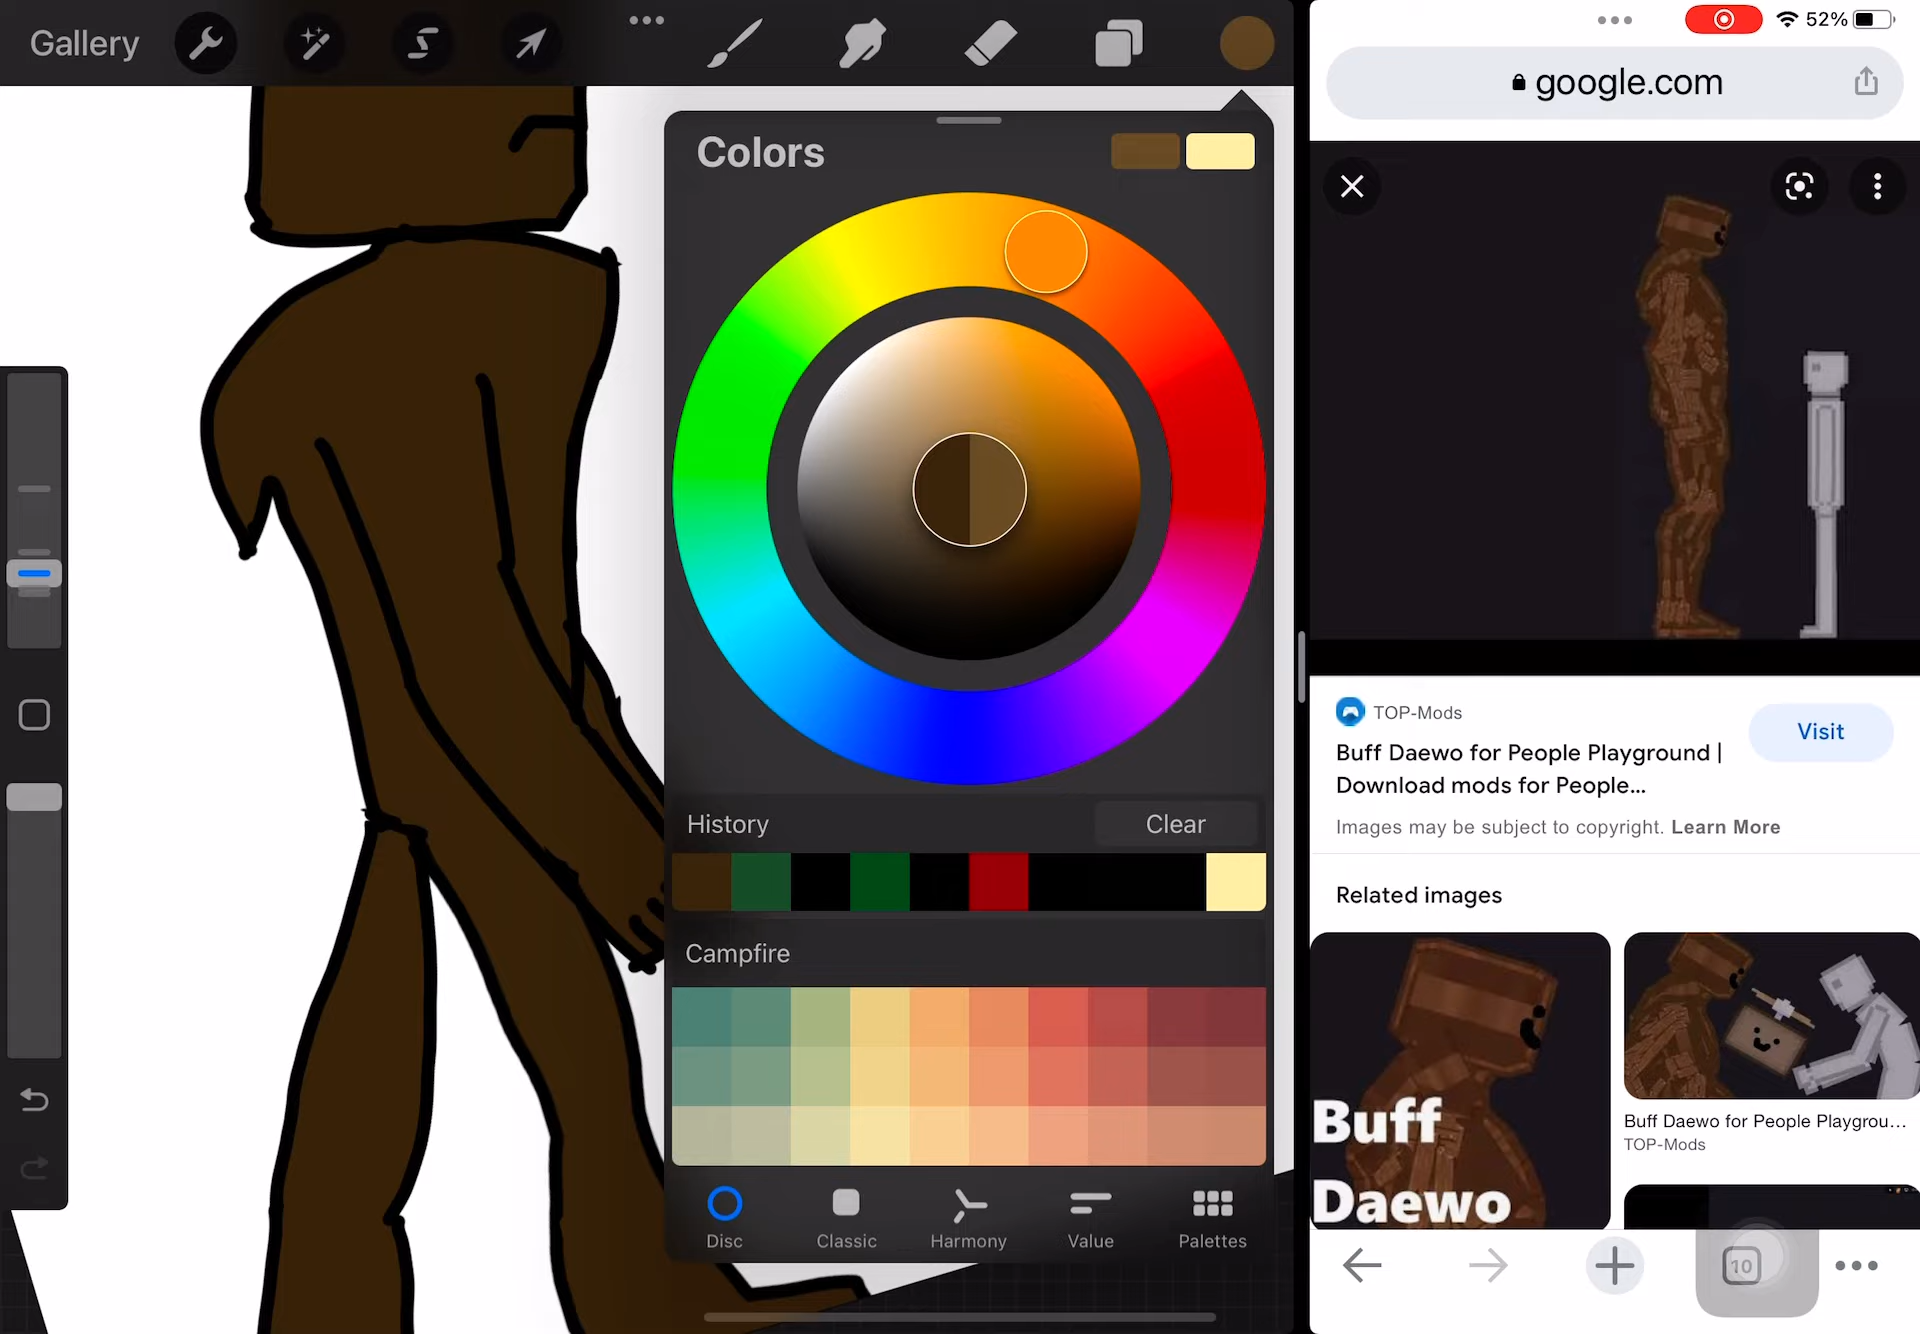 Gallery
Colors
History
Clear
Campfire
Disc
Classic
Harmony
Value
Palettes
52%
google.com
TOP-Mods
Buff Daewo for People Playground |
Download mods for People...
Visit
Images may be subject to copyright. Learn More
Related images
Buff
Daewo
Buff Daewo for People Playgrou...
TOP-Mods
10